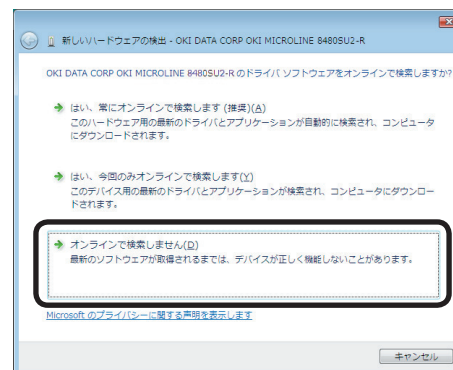 新しいハードウェアの検出 - OKI DATA CORP OKI MICROLINE 8480SU2-R
OKI DATA CORP OKI MICROLINE 8480SU2-R のドライバ ソフトウェアをオンラインで検索しますか?
はい、常にオンラインで検索します (推奨)(A)
このハードウェア用の最新のドライバとアプリケーションが自動的に検索され、コンピュータ
にダウンロードされます。
はい、今回のみオンラインで検索します(Y)
このデバイス用の最新のドライバとアプリケーションが検索され、コンピュータにダウンロー
ドされます。
オンラインで検索しません(D)
最新のソフトウェアが取得されるまでは、デバイスが正しく機能しないことがあります。
Microsoft のプライバシーに関する声明を表示します
キャンセル